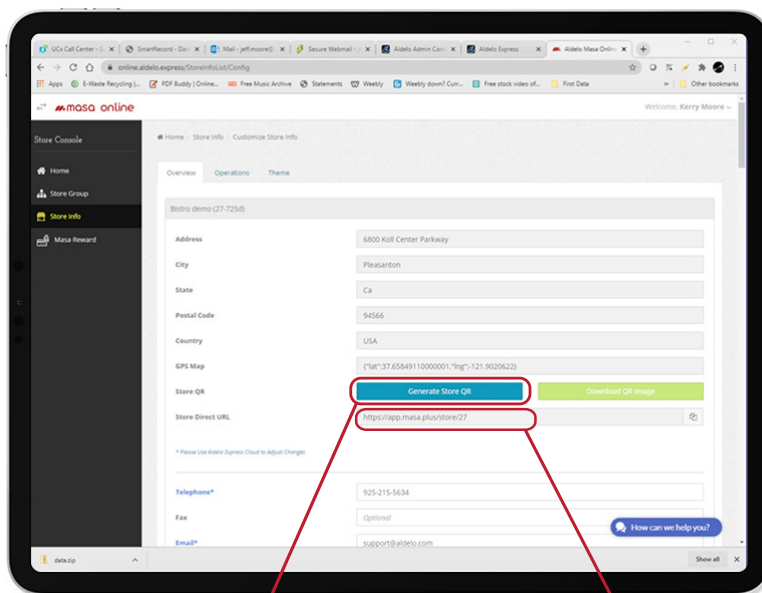 UCx Call Center - S
SmartRecord - Das
Mail - jeff.moore@
Secure Webmail -
Aldelo Admin Con
Aldelo Express
Aldelo Masa Online
online.aldelo.express/StoreInfoList/Config
Apps
E-Waste Recycling |...
PDF Buddy | Online...
Free Music Archive
Statements
Weebly
Weebly down? Curr...
Free stock video of...
First Data
Other bookmarks
masa online
Welcome, Kerry Moore
Store Console
Home / Store Info / Customize Store Info
Home
Store Group
Store Info
Masa Reward
Overview Operations Theme
Bistro demo (27-725d)
Address 6800 Koll Center Parkway
City Pleasanton
State Ca
Postal Code 94566
Country USA
GPS Map {"lat":37.65849110000001,"lng":-121.9020622}
Store QR Generate Store QR Download QR Image
Store Direct URL https://app.masa.plus/store/27
* Please Use Aldelo Express Cloud to Adjust Changes
Telephone* 925-215-5634
Fax Optional
How can we help you?
Email* support@aldelo.com
data.zip
Show all